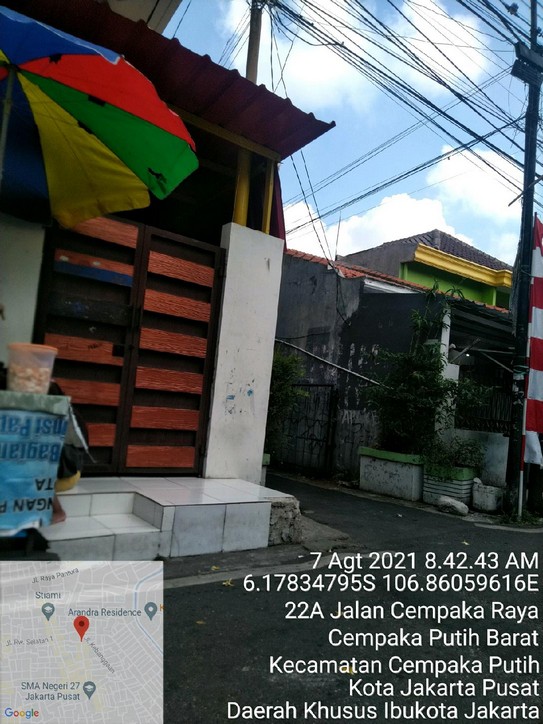 Bagian
7 Agt 2021 8.42.43 AM
6.17834795S 106.86059616E
22A Jalan Cempaka Raya
Cempaka Putih Barat
Kecamatan Cempaka Putih
Kota Jakarta Pusat
Daerah Khusus Ibukota Jakarta
Jl. Raya Pantura
Stiami
Arandra Residence
SMA Negeri 27
Jakarta Pusat
Google